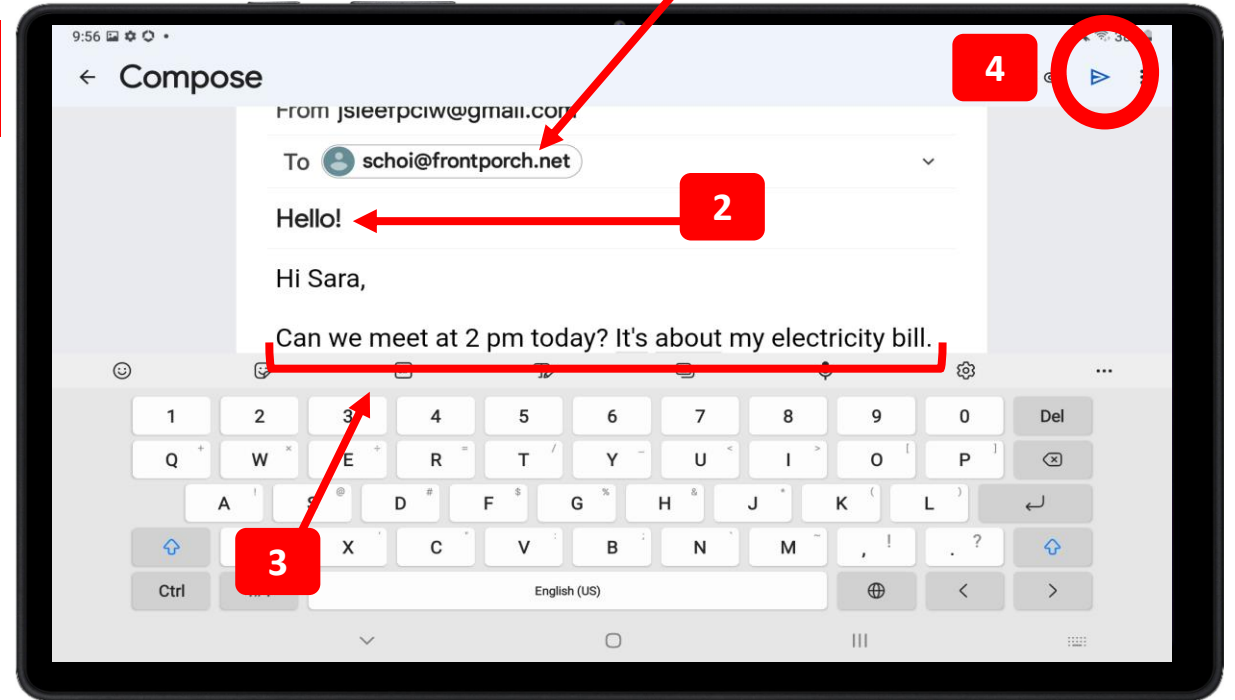 9:56
Compose
4
From jsleefpclw@gmail.com
To schoi@frontporch.net
Hello!
2
Hi Sara,
Can we meet at 2 pm today? It's about my electricity bill.
1 2 3 4 5 6 7 8 9 0 Del
Q + W × E ÷ R = T / Y _ U < I > O [ P ]
A ! S @ D # F $ G % H & J * K ( L )
3
X ' C " V : B ; N M ~ , ! . ?
Ctrl English (US) < >